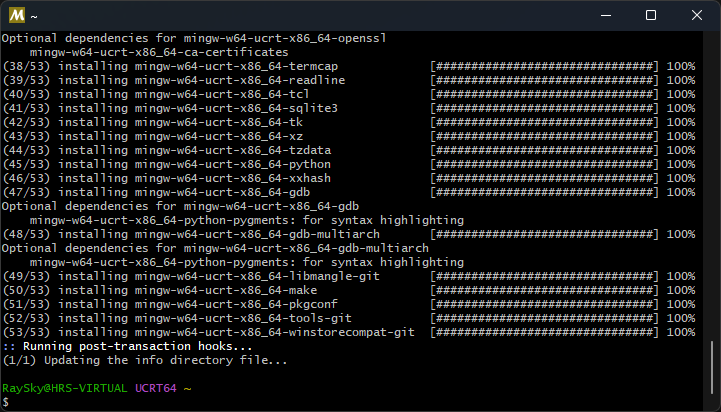 ~
Optional dependencies for mingw-w64-ucrt-x86_64-openssl
    mingw-w64-ucrt-x86_64-ca-certificates
(38/53) installing mingw-w64-ucrt-x86_64-termcap [##############################] 100%
(39/53) installing mingw-w64-ucrt-x86_64-readline [##############################] 100%
(40/53) installing mingw-w64-ucrt-x86_64-tcl [##############################] 100%
(41/53) installing mingw-w64-ucrt-x86_64-sqlite3 [##############################] 100%
(42/53) installing mingw-w64-ucrt-x86_64-tk [##############################] 100%
(43/53) installing mingw-w64-ucrt-x86_64-xz [##############################] 100%
(44/53) installing mingw-w64-ucrt-x86_64-tzdata [##############################] 100%
(45/53) installing mingw-w64-ucrt-x86_64-python [##############################] 100%
(46/53) installing mingw-w64-ucrt-x86_64-xxhash [##############################] 100%
(47/53) installing mingw-w64-ucrt-x86_64-gdb [##############################] 100%
Optional dependencies for mingw-w64-ucrt-x86_64-gdb
    mingw-w64-ucrt-x86_64-python-pygments: for syntax highlighting
(48/53) installing mingw-w64-ucrt-x86_64-gdb-multiarch [##############################] 100%
Optional dependencies for mingw-w64-ucrt-x86_64-gdb-multiarch
    mingw-w64-ucrt-x86_64-python-pygments: for syntax highlighting
(49/53) installing mingw-w64-ucrt-x86_64-libmangle-git [##############################] 100%
(50/53) installing mingw-w64-ucrt-x86_64-make [##############################] 100%
(51/53) installing mingw-w64-ucrt-x86_64-pkgconf [##############################] 100%
(52/53) installing mingw-w64-ucrt-x86_64-tools-git [##############################] 100%
(53/53) installing mingw-w64-ucrt-x86_64-winstorecompat-git [##############################] 100%
:: Running post-transaction hooks...
(1/1) Updating the info directory file...
RaySky@HRS-VIRTUAL UCRT64 ~
$